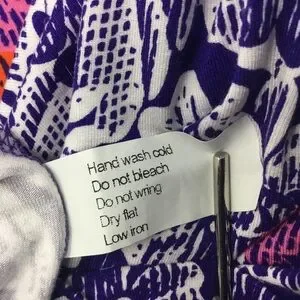 Hand wash cold
Do not bleach
Do not wring
Dry flat
Low iron